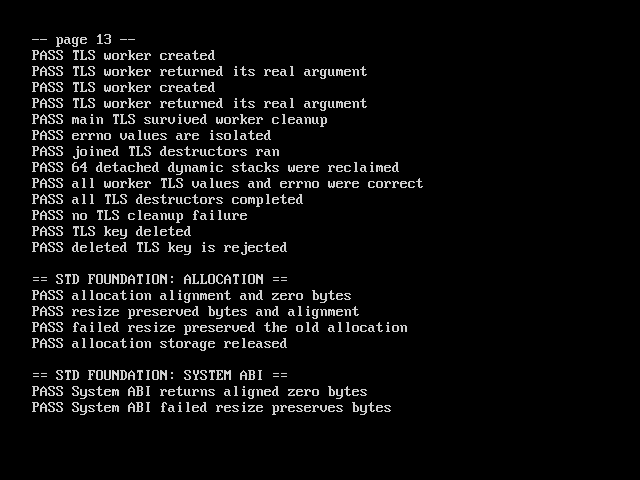 -- page 13 --
PASS TLS worker created
PASS TLS worker returned its real argument
PASS TLS worker created
PASS TLS worker returned its real argument
PASS main TLS survived worker cleanup
PASS errno values are isolated
PASS joined TLS destructors ran
PASS 64 detached dynamic stacks were reclaimed
PASS all worker TLS values and errno were correct
PASS all TLS destructors completed
PASS no TLS cleanup failure
PASS TLS key deleted
PASS deleted TLS key is rejected
== STD FOUNDATION: ALLOCATION ==
PASS allocation alignment and zero bytes
PASS resize preserved bytes and alignment
PASS failed resize preserved the old allocation
PASS allocation storage released
== STD FOUNDATION: SYSTEM ABI ==
PASS System ABI returns aligned zero bytes
PASS System ABI failed resize preserves bytes